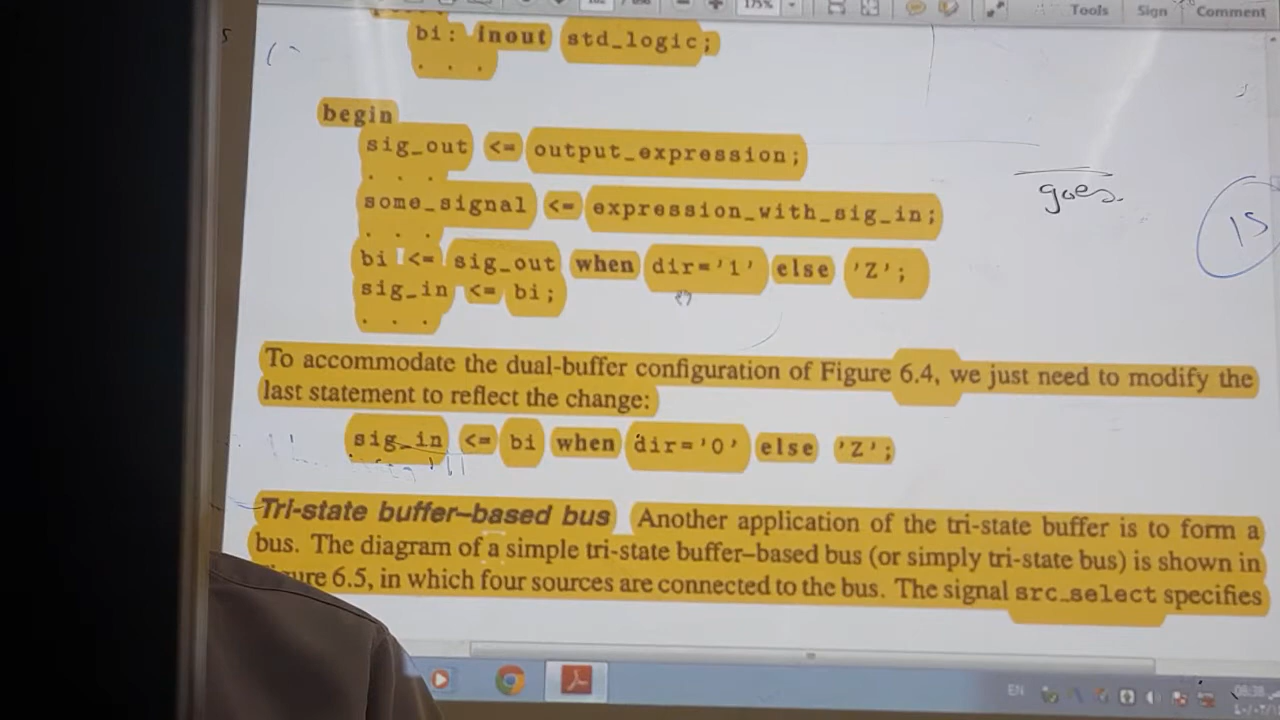 175%
Tools Sign Comment
bi: inout std_logic;
. . .
begin
sig_out <= output_expression;
. . .
some_signal <= expression_with_sig_in;
. . .
bi <= sig_out when dir='1' else 'Z';
sig_in <= bi;
. . .
goes.
15
To accommodate the dual-buffer configuration of Figure 6.4, we just need to modify the
last statement to reflect the change:
sig_in <= bi when dir='0' else 'Z';
Tri-state buffer–based bus Another application of the tri-state buffer is to form a
bus. The diagram of a simple tri-state buffer–based bus (or simply tri-state bus) is shown in
ure 6.5, in which four sources are connected to the bus. The signal src_select specifies
EN